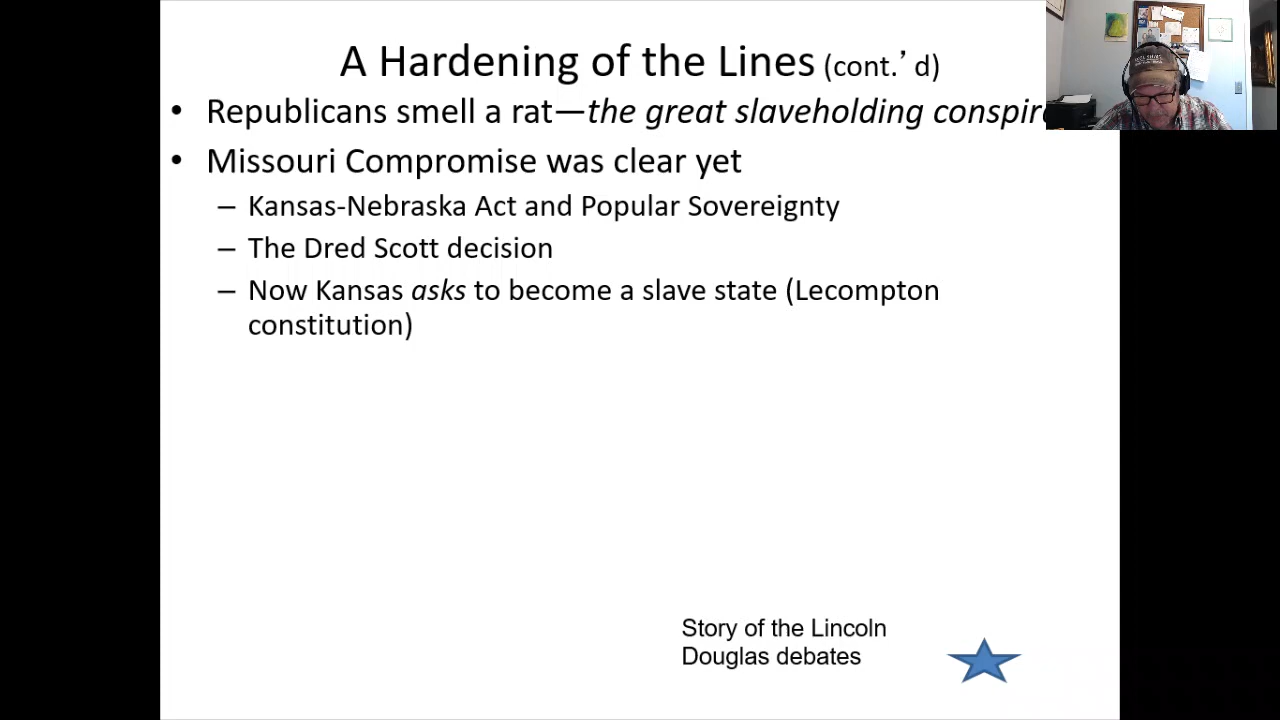 A Hardening of the Lines (cont.’ d)
• Republicans smell a rat—the great slaveholding
• Missouri Compromise was clear yet
– Kansas-Nebraska Act and Popular Sovereignty
– The Dred Scott decision
– Now Kansas asks to become a slave state (Lecompton
constitution)
Story of the Lincoln
Douglas debates